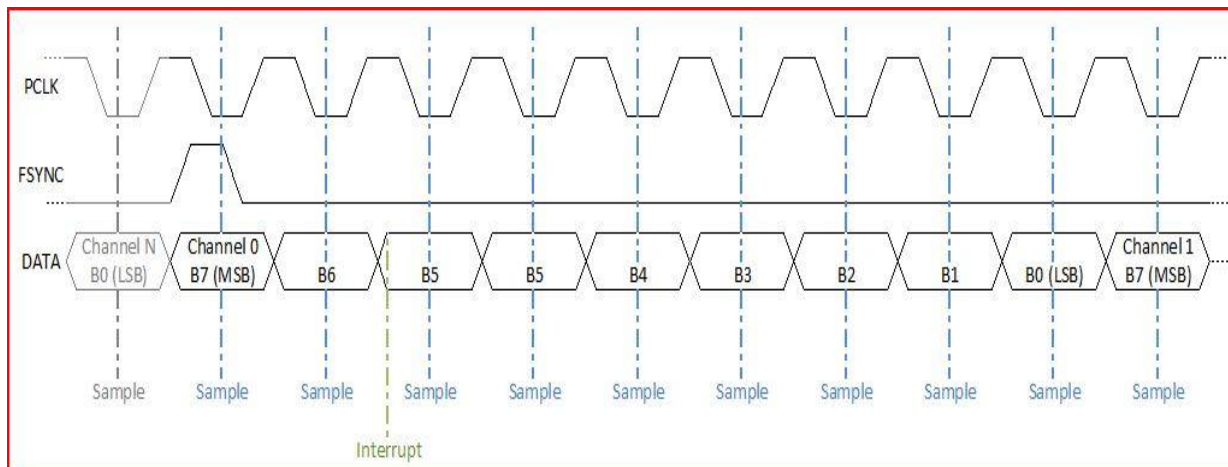 PCLK
FSYNC
DATA
Channel N
B0 (LSB)
Channel 0
B7 (MSB)
B6
B5
B5
B4
B3
B2
B1
B0 (LSB)
Channel 1
B7 (MSB)
Sample
Sample
Sample
Sample
Sample
Sample
Sample
Sample
Sample
Sample
Sample
Interrupt